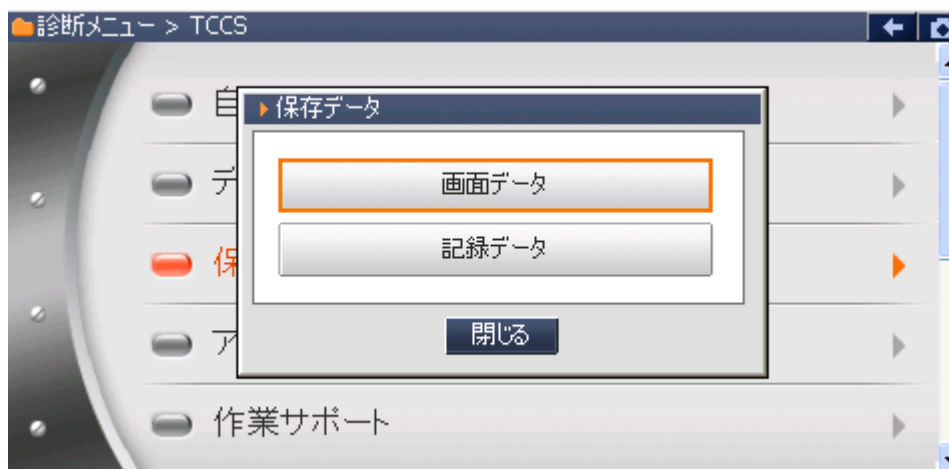 診断メニュー > TCCS
自
保存データ
デ
画面データ
保
記録データ
ア
閉じる
作業サポート